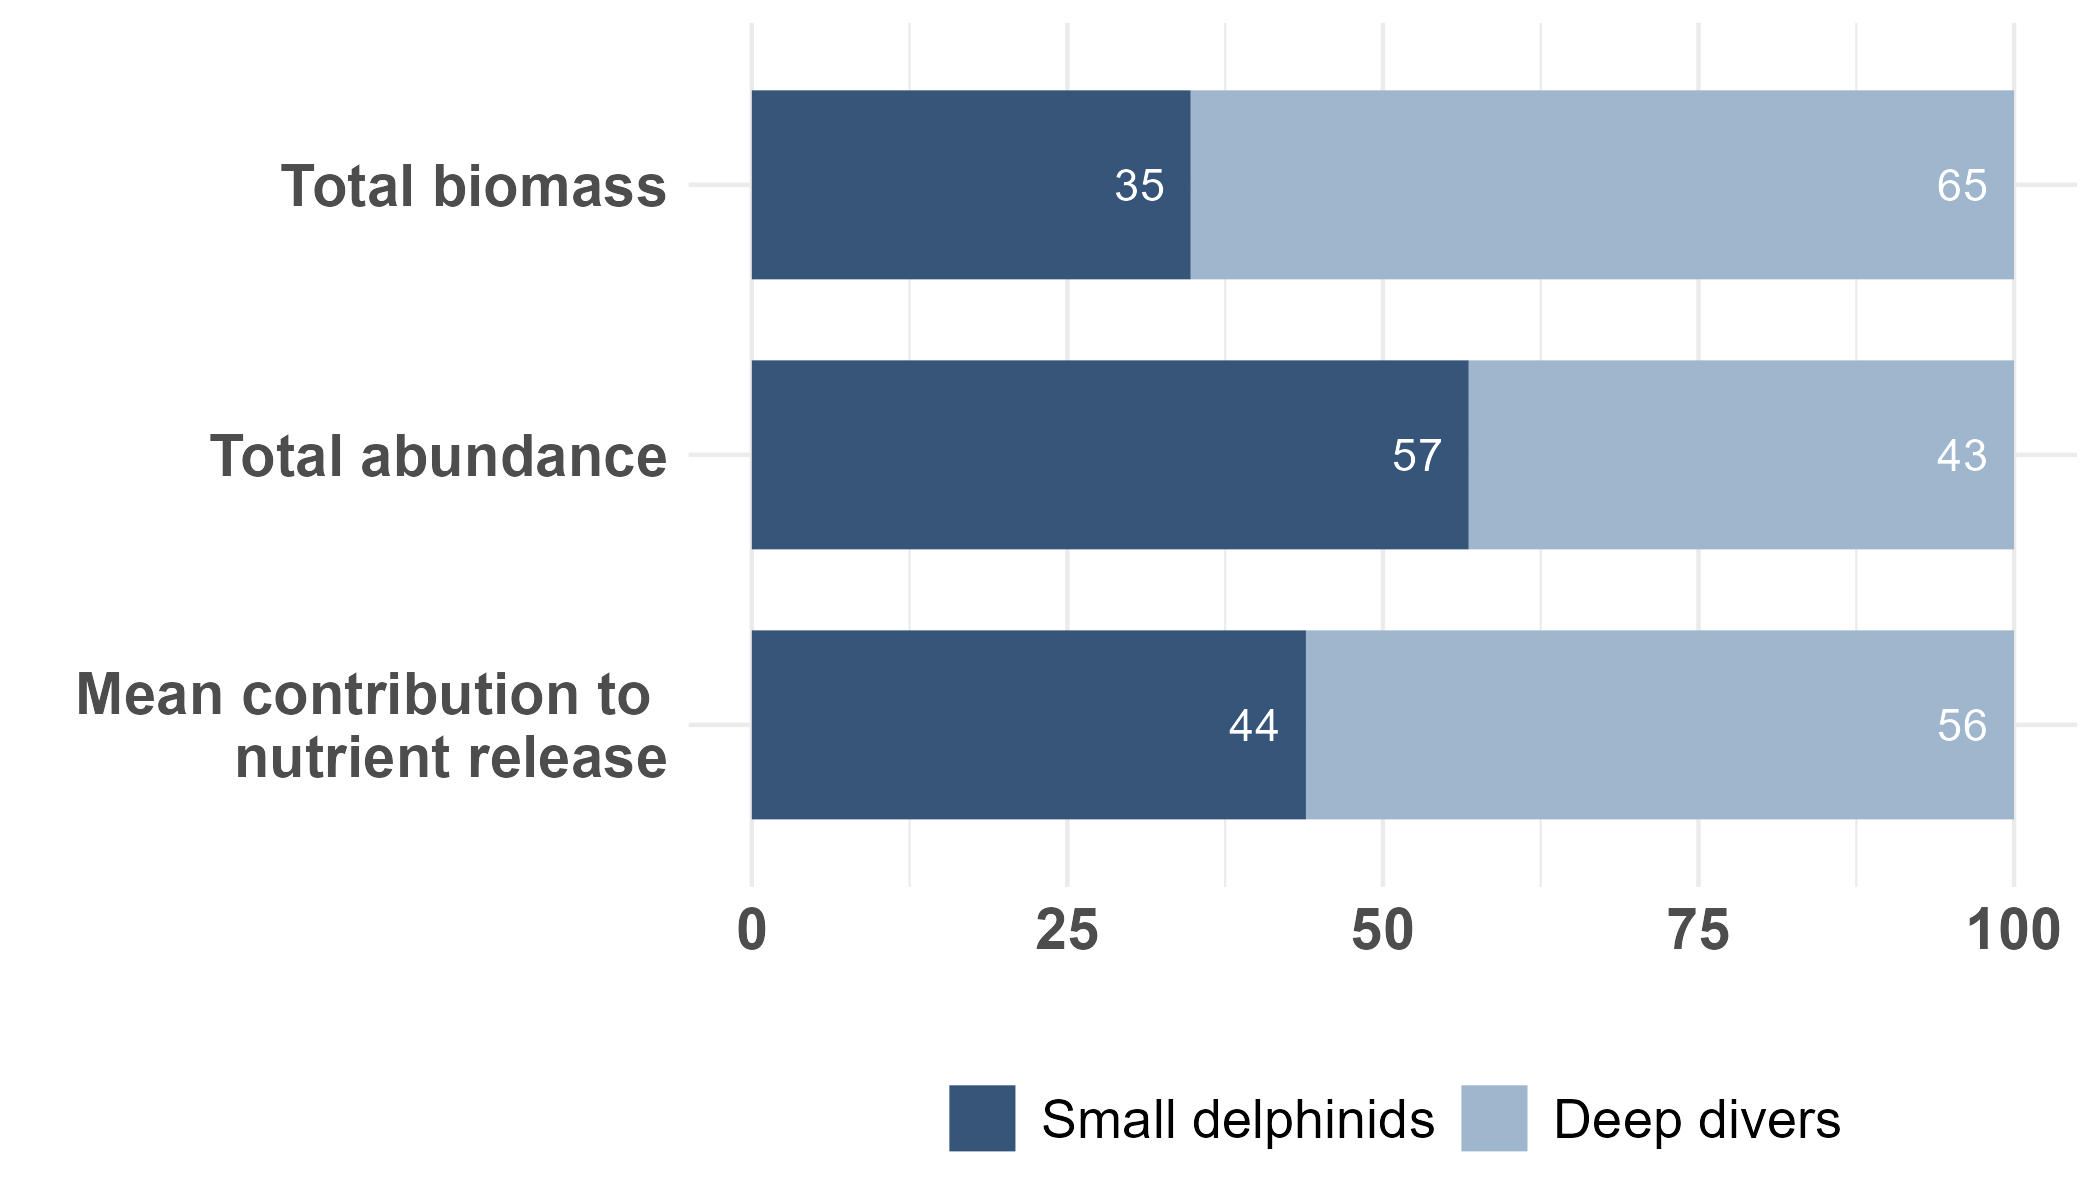 Total biomass
35
65
Total abundance
57
43
Mean contribution to
nutrient release
44
56
0 25 50 75 100
Small delphinids Deep divers